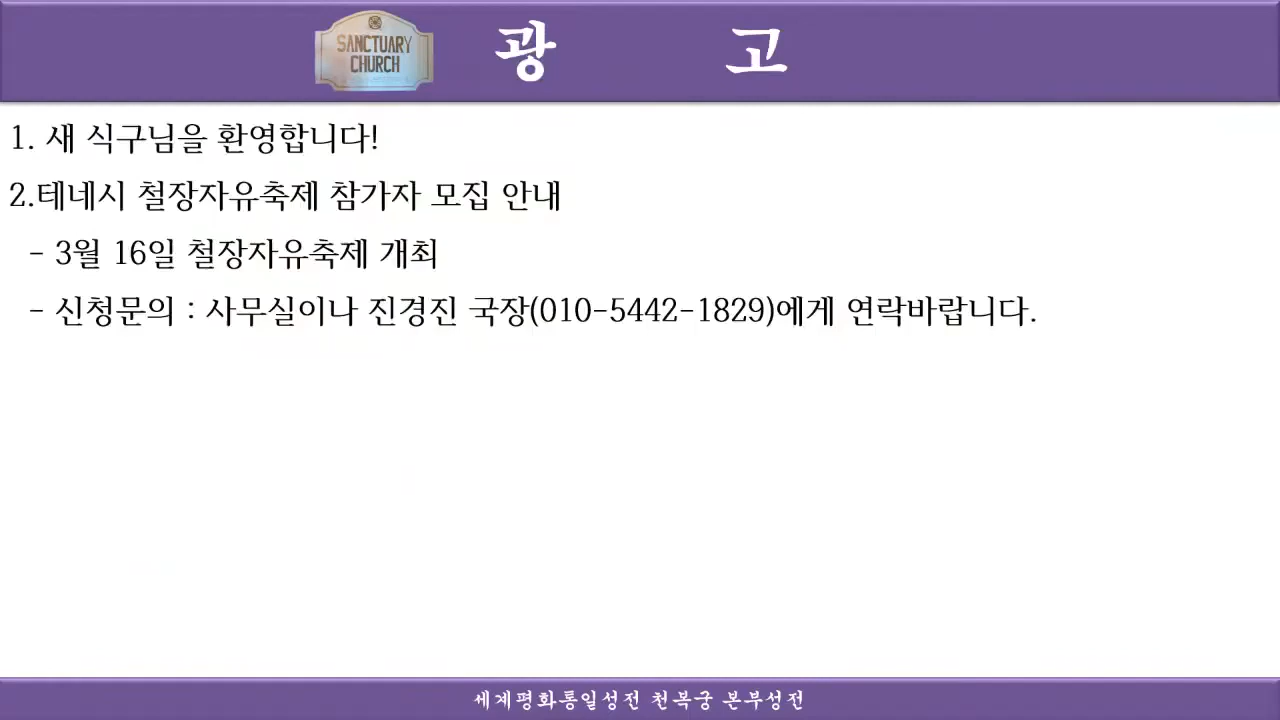 SANCTUARY
CHURCH
광 고
1. 새 식구님을 환영합니다!
2.테네시 철장자유축제 참가자 모집 안내
- 3월 16일 철장자유축제 개최
- 신청문의 : 사무실이나 진경진 국장(010-5442-1829)에게 연락바랍니다.
세계평화통일성전 천복궁 본부성전